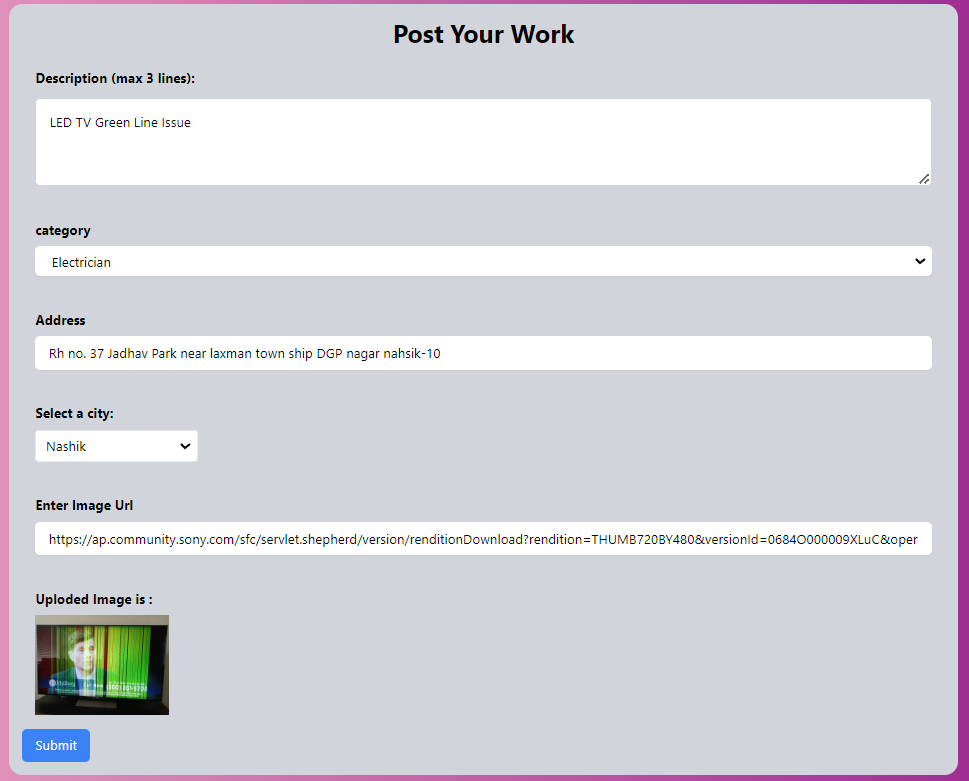 Post Your Work
Description (max 3 lines):
LED TV Green Line Issue
category
Electrician
Address
Rh no. 37 Jadhav Park near laxman town ship DGP nagar nahsik-10
Select a city:
Nashik
Enter Image Url
https://ap.community.sony.com/sfc/servlet.shepherd/version/renditionDownload?rendition=THUMB720BY480&versionId=0684O000009XLuC&oper
Uploded Image is :
Submit